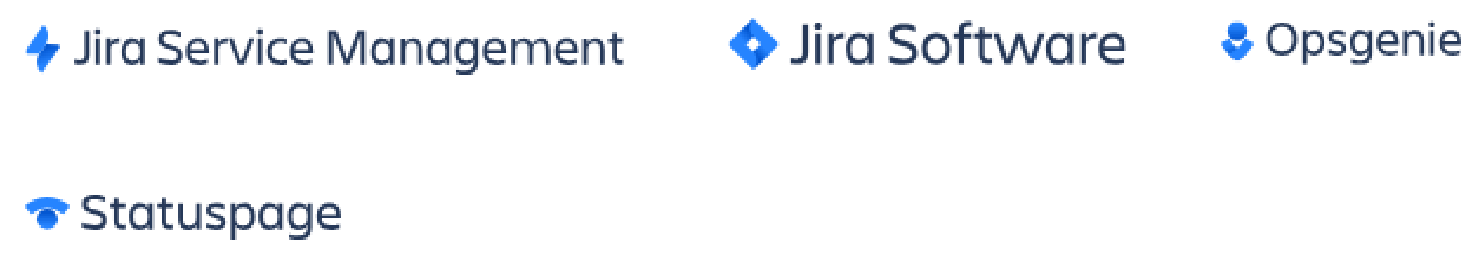 Jira Service Management
Jira Software
Opsgenie
Statuspage